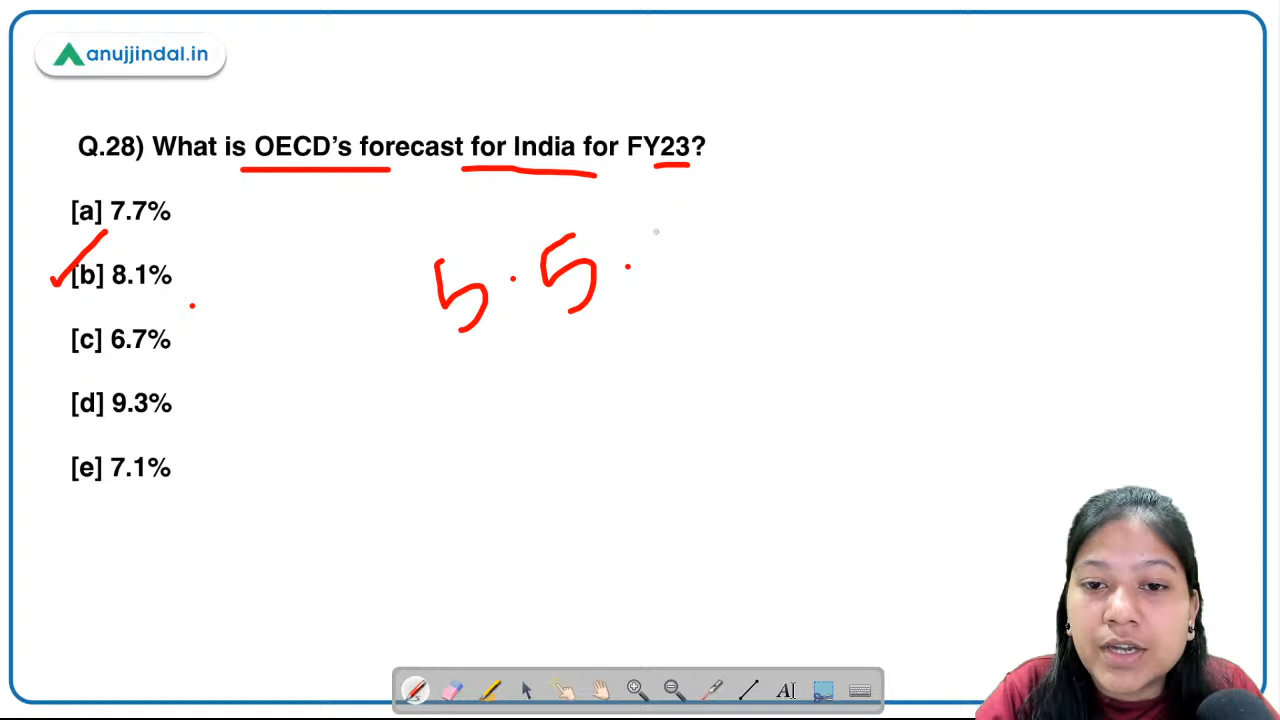 anujjindal.in
Q.28) What is OECD’s forecast for India for FY23?
[a] 7.7%
[b] 8.1%
5.5.
[c] 6.7%
[d] 9.3%
[e] 7.1%
A